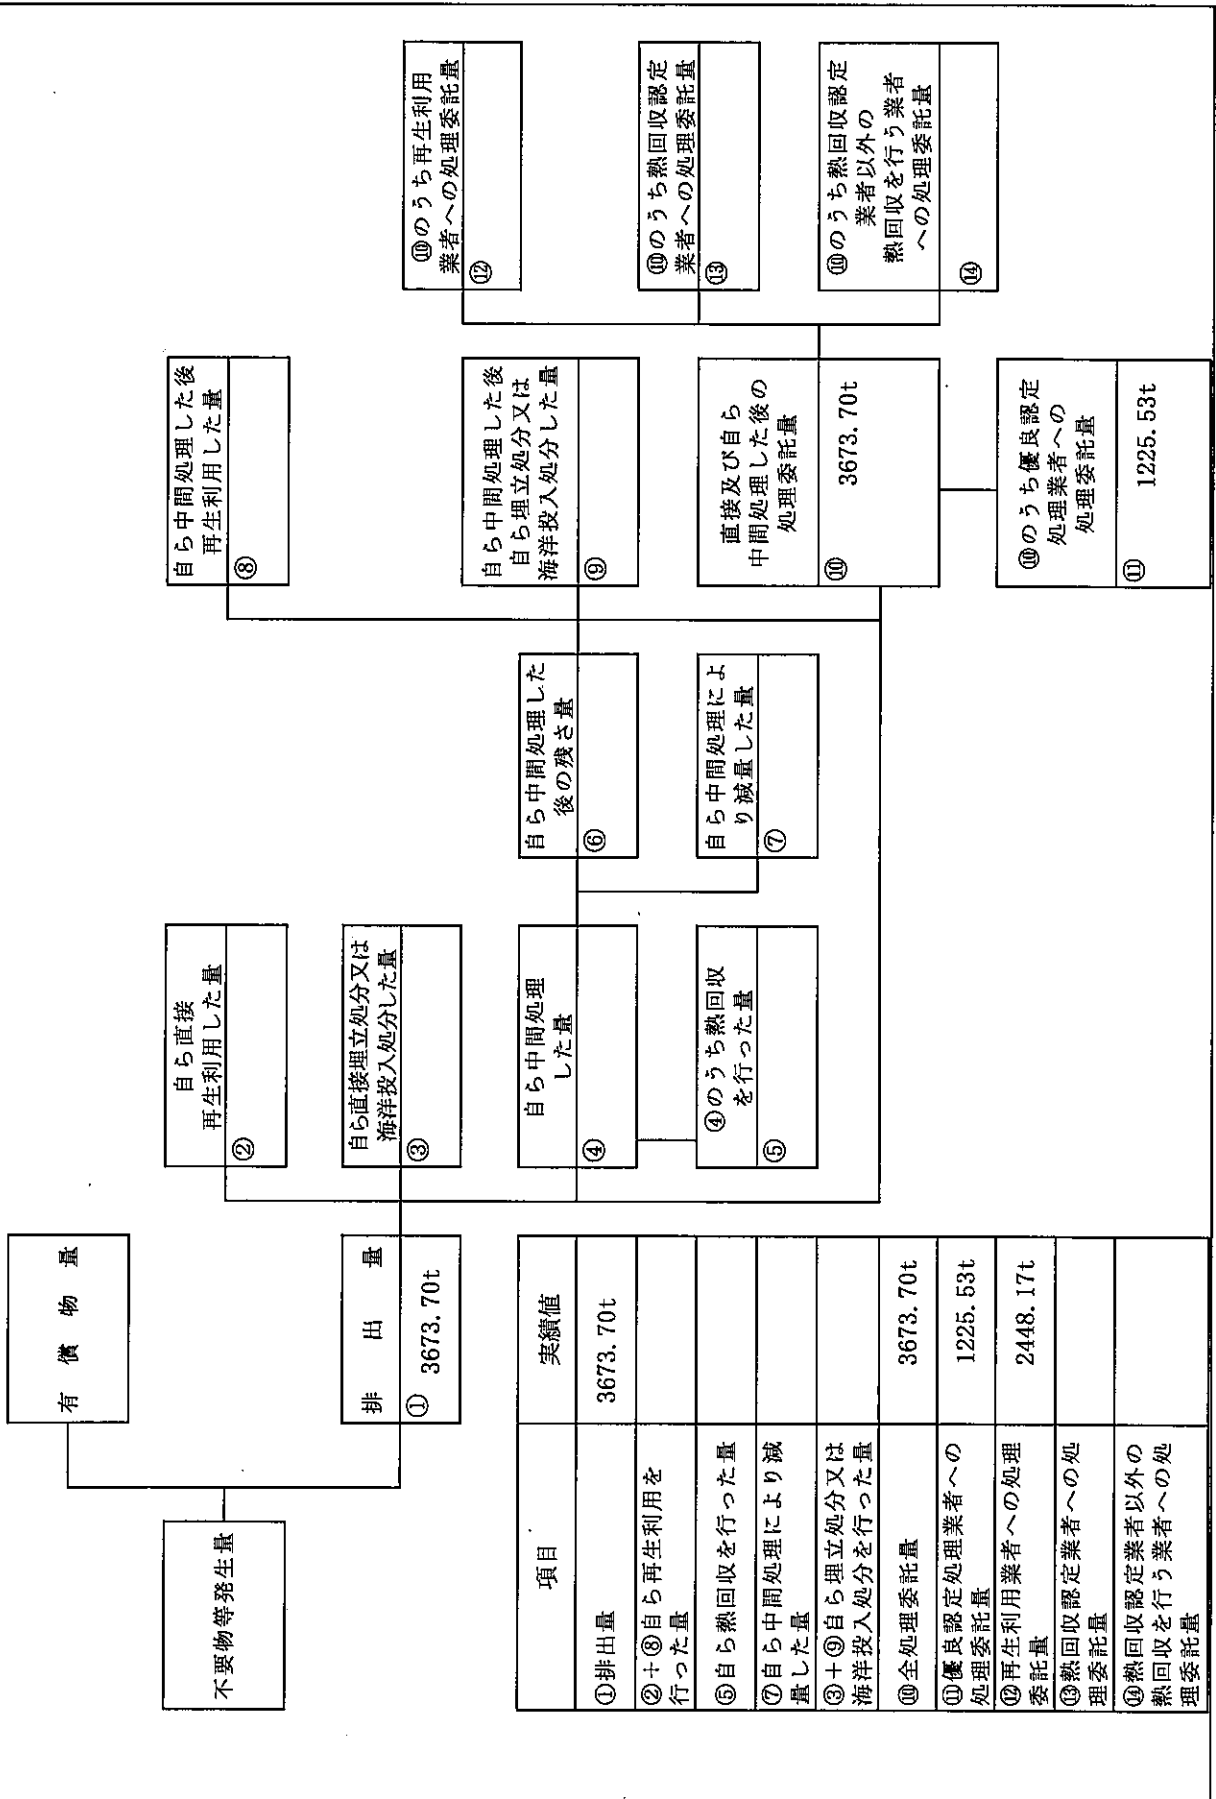 不要物等発生量
有償物量
排出量
① 3673.70t
自ら直接
再生利用した量
②
自ら直接埋立処分又は
海洋投入処分した量
③
自ら中間処理
した量
④
④のうち熱回収
を行った量
⑤
自ら中間処理した
後の残さ量
⑥
自ら中間処理によ
り減量した量
⑦
自ら中間処理した後
再生利用した量
⑧
自ら中間処理した後
自ら埋立処分又は
海洋投入処分した量
⑨
直接及び自ら
中間処理した後の
処理委託量
⑩ 3673.70t
⑩のうち優良認定
処理業者への
処理委託量
⑪ 1225.53t
⑩のうち再生利用
業者への処理委託量
⑫
⑩のうち熱回収認定
業者への処理委託量
⑬
⑩のうち熱回収認定
業者以外の
熱回収を行う業者
への処理委託量
⑭
項目 実績値
①排出量 3673.70t
②+⑧自ら再生利用を
行った量
⑤自ら熱回収を行った量
⑦自ら中間処理により減
量した量
③+⑨自ら埋立処分又は
海洋投入処分を行った量
⑩全処理委託量 3673.70t
⑪優良認定処理業者への
処理委託量 1225.53t
⑫再生利用業者への処理
委託量 2448.17t
⑬熱回収認定業者への処
理委託量
⑭熱回収認定業者以外の
熱回収を行う業者への処
理委託量